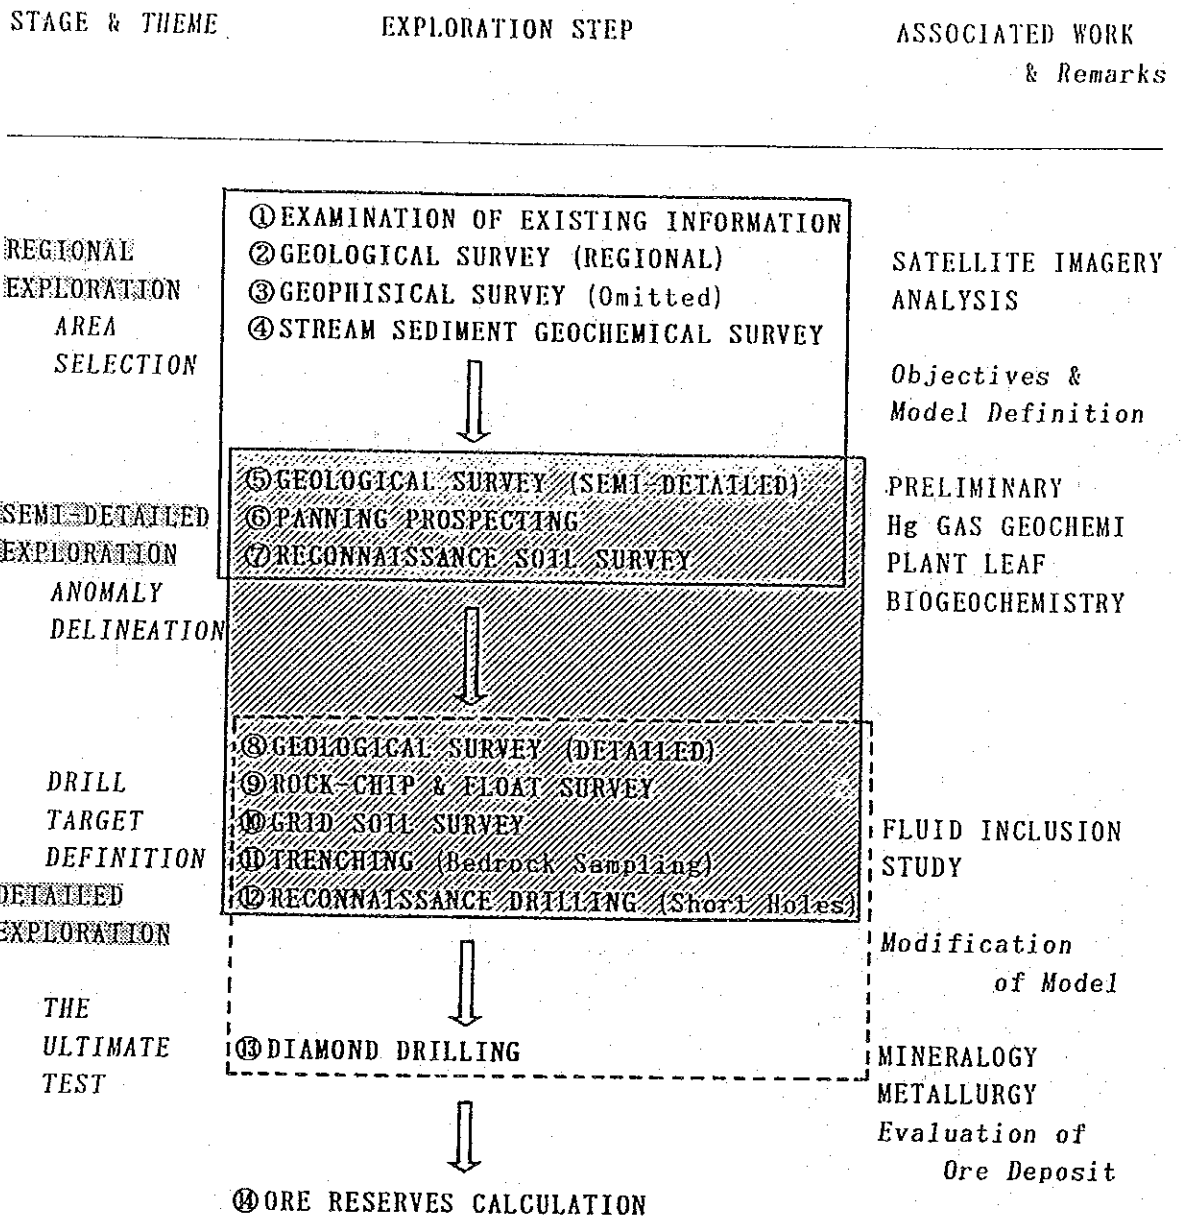 STAGE & THEME EXPLORATION STEP ASSOCIATED WORK
& Remarks
①EXAMINATION OF EXISTING INFORMATION
②GEOLOGICAL SURVEY (REGIONAL)
③GEOPHISICAL SURVEY (Omitted)
④STREAM SEDIMENT GEOCHEMICAL SURVEY
REGIONAL
EXPLORATION
AREA
SELECTION
SATELLITE IMAGERY
ANALYSIS
Objectives &
Model Definition
⑤GEOLOGICAL SURVEY (SEMI-DETAILED)
⑥PANNING PROSPECTING
⑦RECONNAISSANCE SOIL SURVEY
SEMI-DETAILED
EXPLORATION
ANOMALY
DELINEATION
PRELIMINARY
Hg GAS GEOCHEMI
PLANT LEAF
BIOGEOCHEMISTRY
⑧GEOLOGICAL SURVEY (DETAILED)
⑨ROCK-CHIP & FLOAT SURVEY
⑩GRID SOIL SURVEY
⑪TRENCHING (Bedrock Sampling)
⑫RECONNAISSANCE DRILLING (Short Holes)
DRILL
TARGET
DEFINITION
DETAILED
EXPLORATION
THE
ULTIMATE
TEST
FLUID INCLUSION
STUDY
Modification
of Model
⑬DIAMOND DRILLING
MINERALOGY
METALLURGY
Evaluation of
Ore Deposit
⑭ORE RESERVES CALCULATION